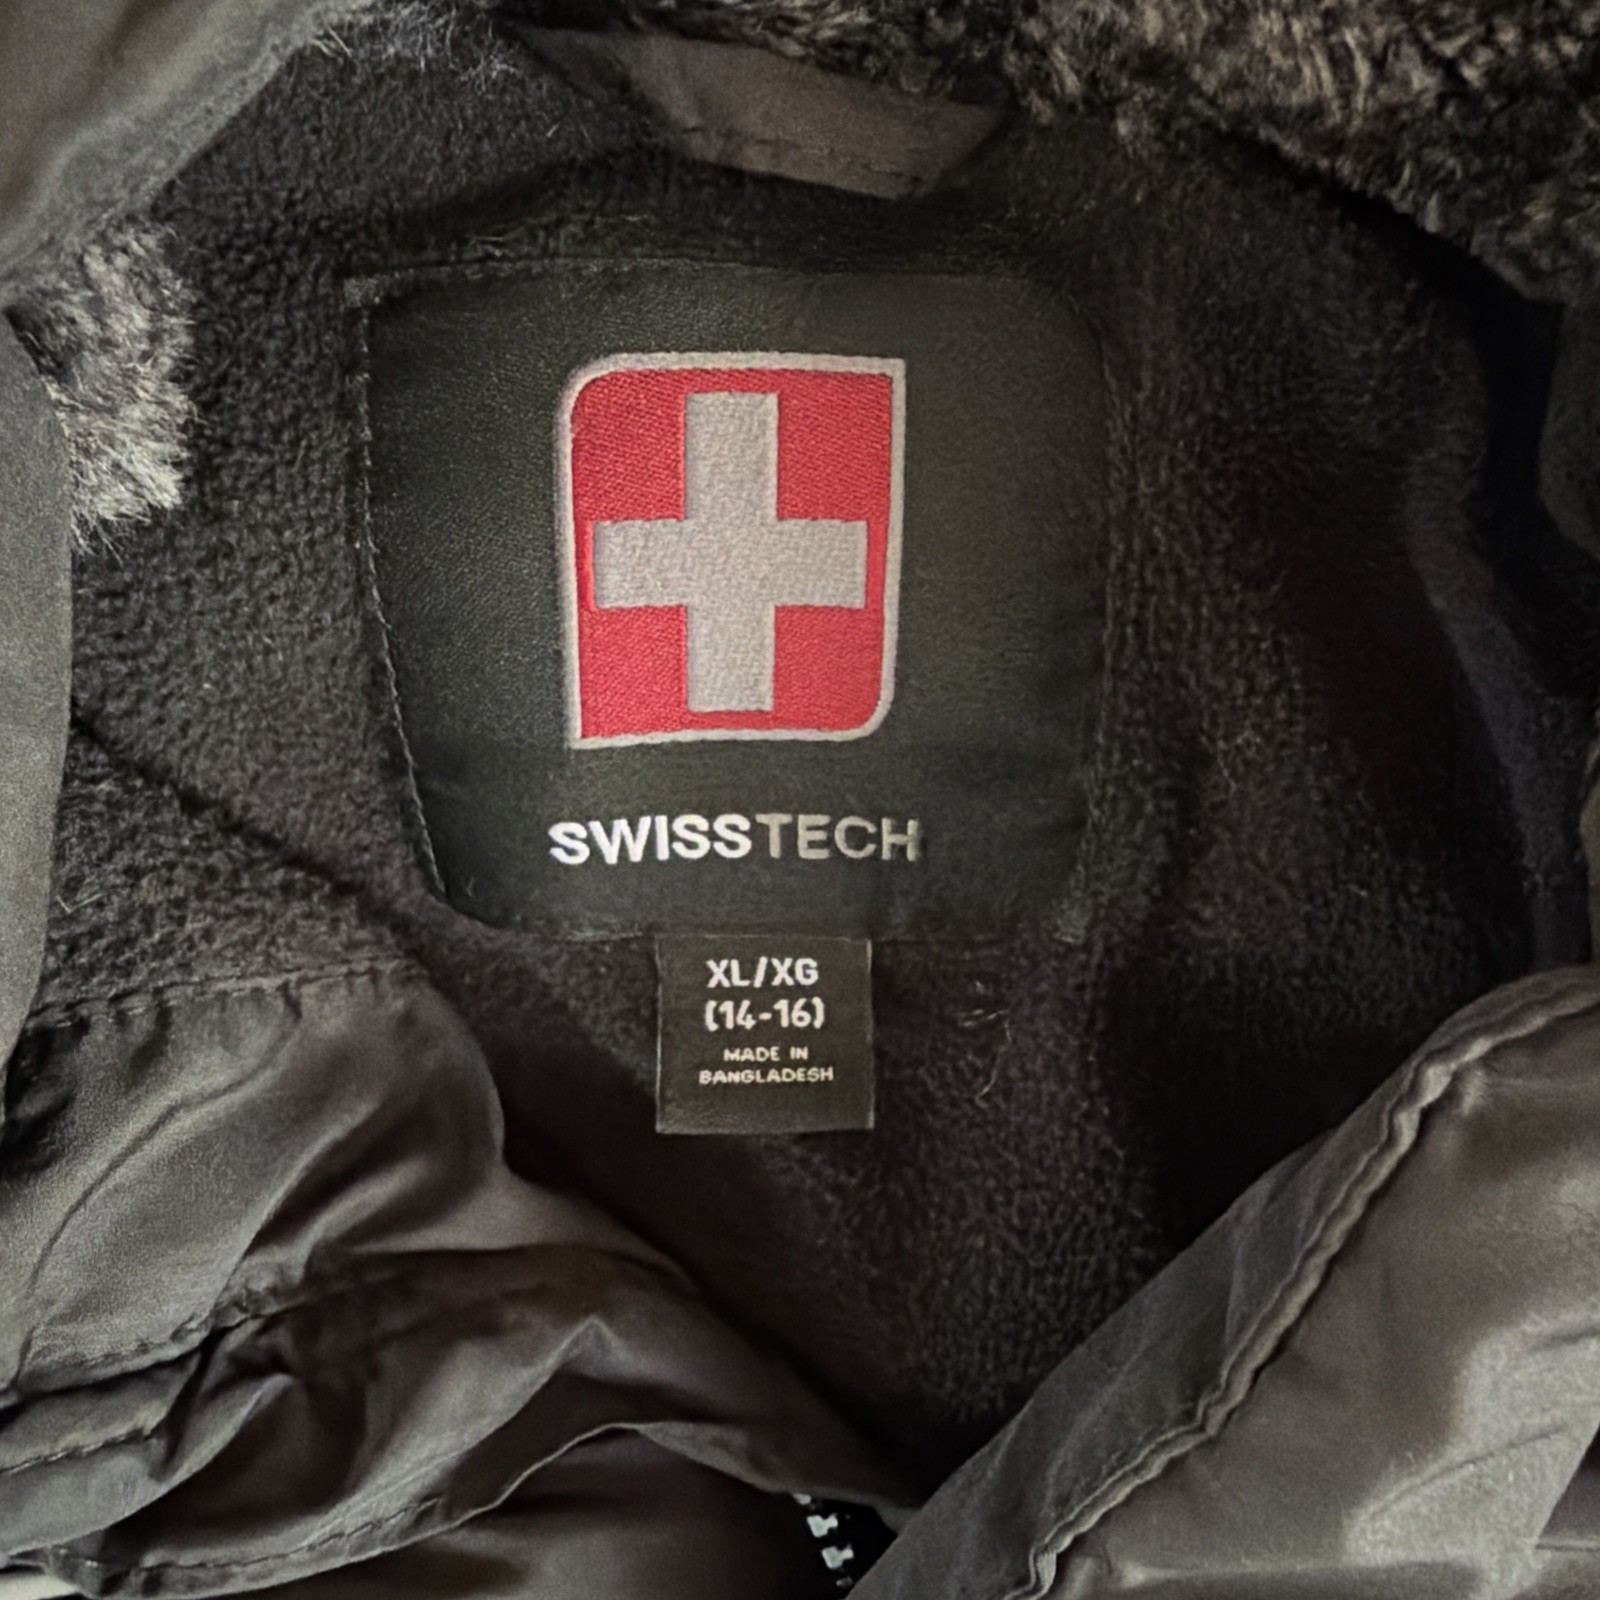 SWISSTECH
XL/XG
(14-16)
MADE IN
BANGLADESH